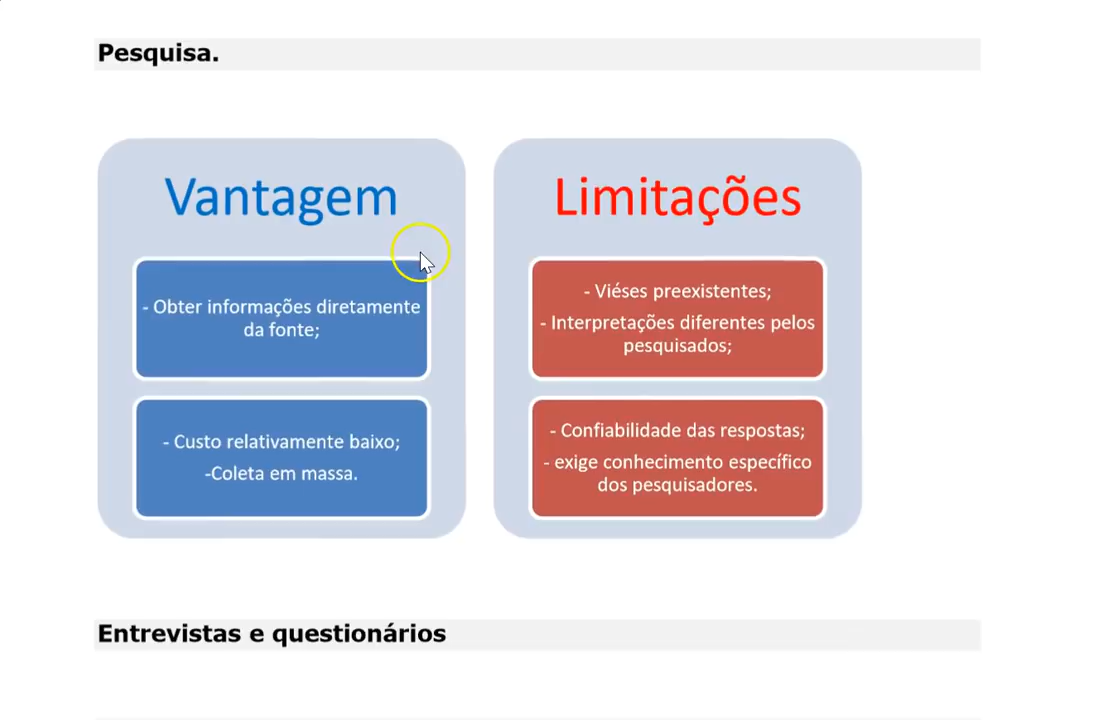 Pesquisa.
Vantagem
- Obter informações diretamente
da fonte;
- Custo relativamente baixo;
-Coleta em massa.
Limitações
- Viéses preexistentes;
- Interpretações diferentes pelos
pesquisados;
- Confiabilidade das respostas;
- exige conhecimento específico
dos pesquisadores.
Entrevistas e questionários